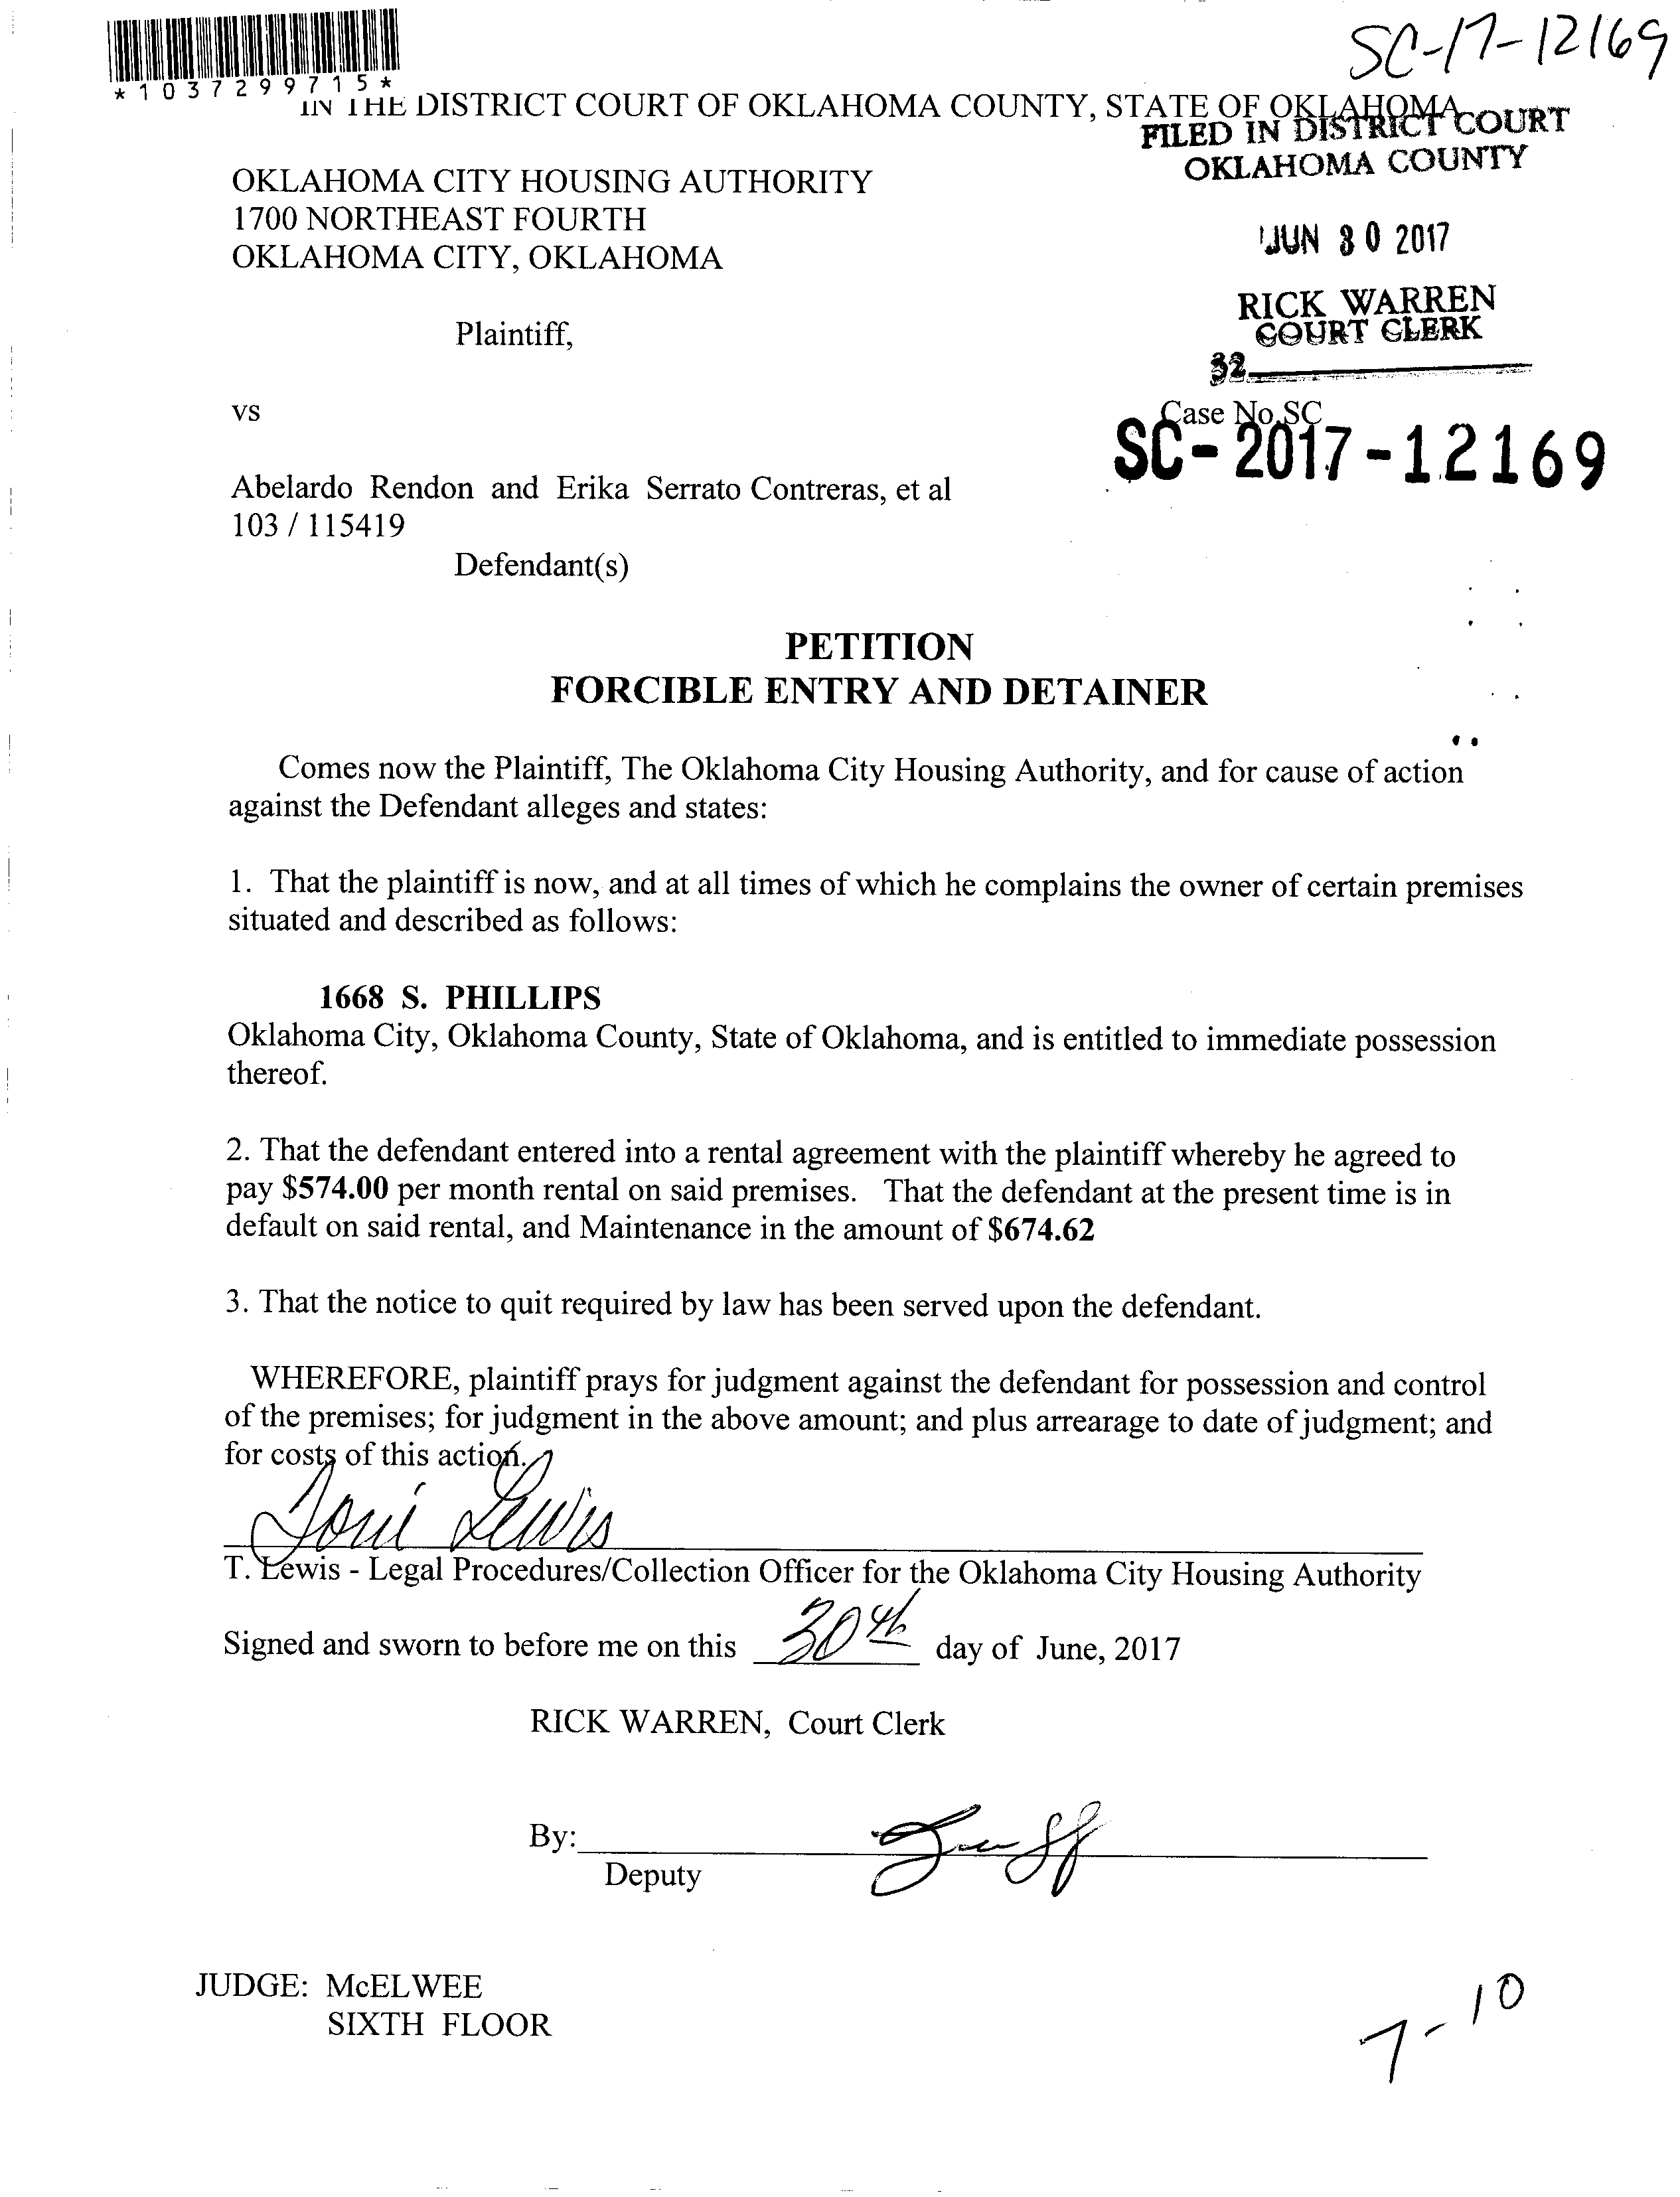 SC-17-12169
*1037299715*
IN THE DISTRICT COURT OF OKLAHOMA COUNTY, STATE OF OKLAHOMA
FILED IN DISTRICT COURT
OKLAHOMA COUNTY
OKLAHOMA CITY HOUSING AUTHORITY
1700 NORTHEAST FOURTH
OKLAHOMA CITY, OKLAHOMA
JUN 30 2017
RICK WARREN
COURT CLERK
32
Plaintiff,
vs
Case No.SC
SC-2017-12169
Abelardo Rendon and Erika Serrato Contreras, et al
103 / 115419
Defendant(s)
PETITION
FORCIBLE ENTRY AND DETAINER
Comes now the Plaintiff, The Oklahoma City Housing Authority, and for cause of action
against the Defendant alleges and states:
1. That the plaintiff is now, and at all times of which he complains the owner of certain premises
situated and described as follows:
1668 S. PHILLIPS
Oklahoma City, Oklahoma County, State of Oklahoma, and is entitled to immediate possession
thereof.
2. That the defendant entered into a rental agreement with the plaintiff whereby he agreed to
pay $574.00 per month rental on said premises. That the defendant at the present time is in
default on said rental, and Maintenance in the amount of $674.62
3. That the notice to quit required by law has been served upon the defendant.
WHEREFORE, plaintiff prays for judgment against the defendant for possession and control
of the premises; for judgment in the above amount; and plus arrearage to date of judgment; and
for costs of this action.
Toni Lewis
T. Lewis - Legal Procedures/Collection Officer for the Oklahoma City Housing Authority
Signed and sworn to before me on this 30th day of June, 2017
RICK WARREN, Court Clerk
By:
Deputy
JUDGE: McELWEE
SIXTH FLOOR
7-10